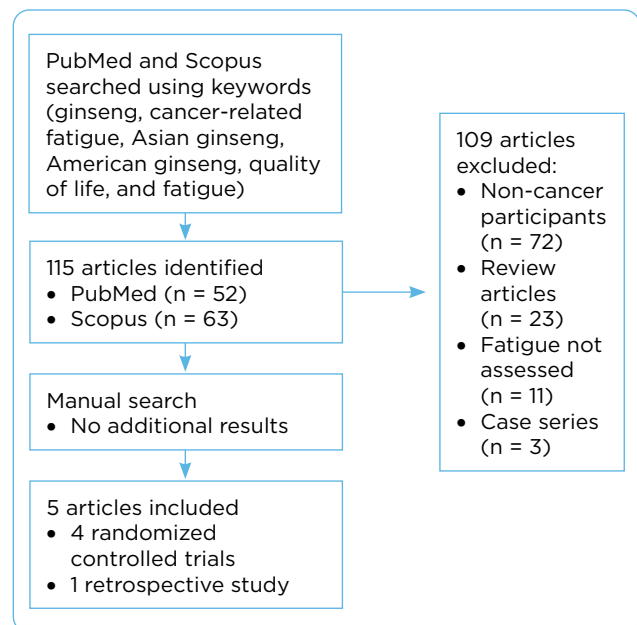 PubMed and Scopus
searched using keywords
(ginseng, cancer-related
fatigue, Asian ginseng,
American ginseng, quality
of life, and fatigue)
115 articles identified
• PubMed (n = 52)
• Scopus (n = 63)
Manual search
• No additional results
5 articles included
• 4 randomized
controlled trials
• 1 retrospective study
109 articles
excluded:
• Non-cancer
participants
(n = 72)
• Review
articles
(n = 23)
• Fatigue not
assessed
(n = 11)
• Case series
(n = 3)